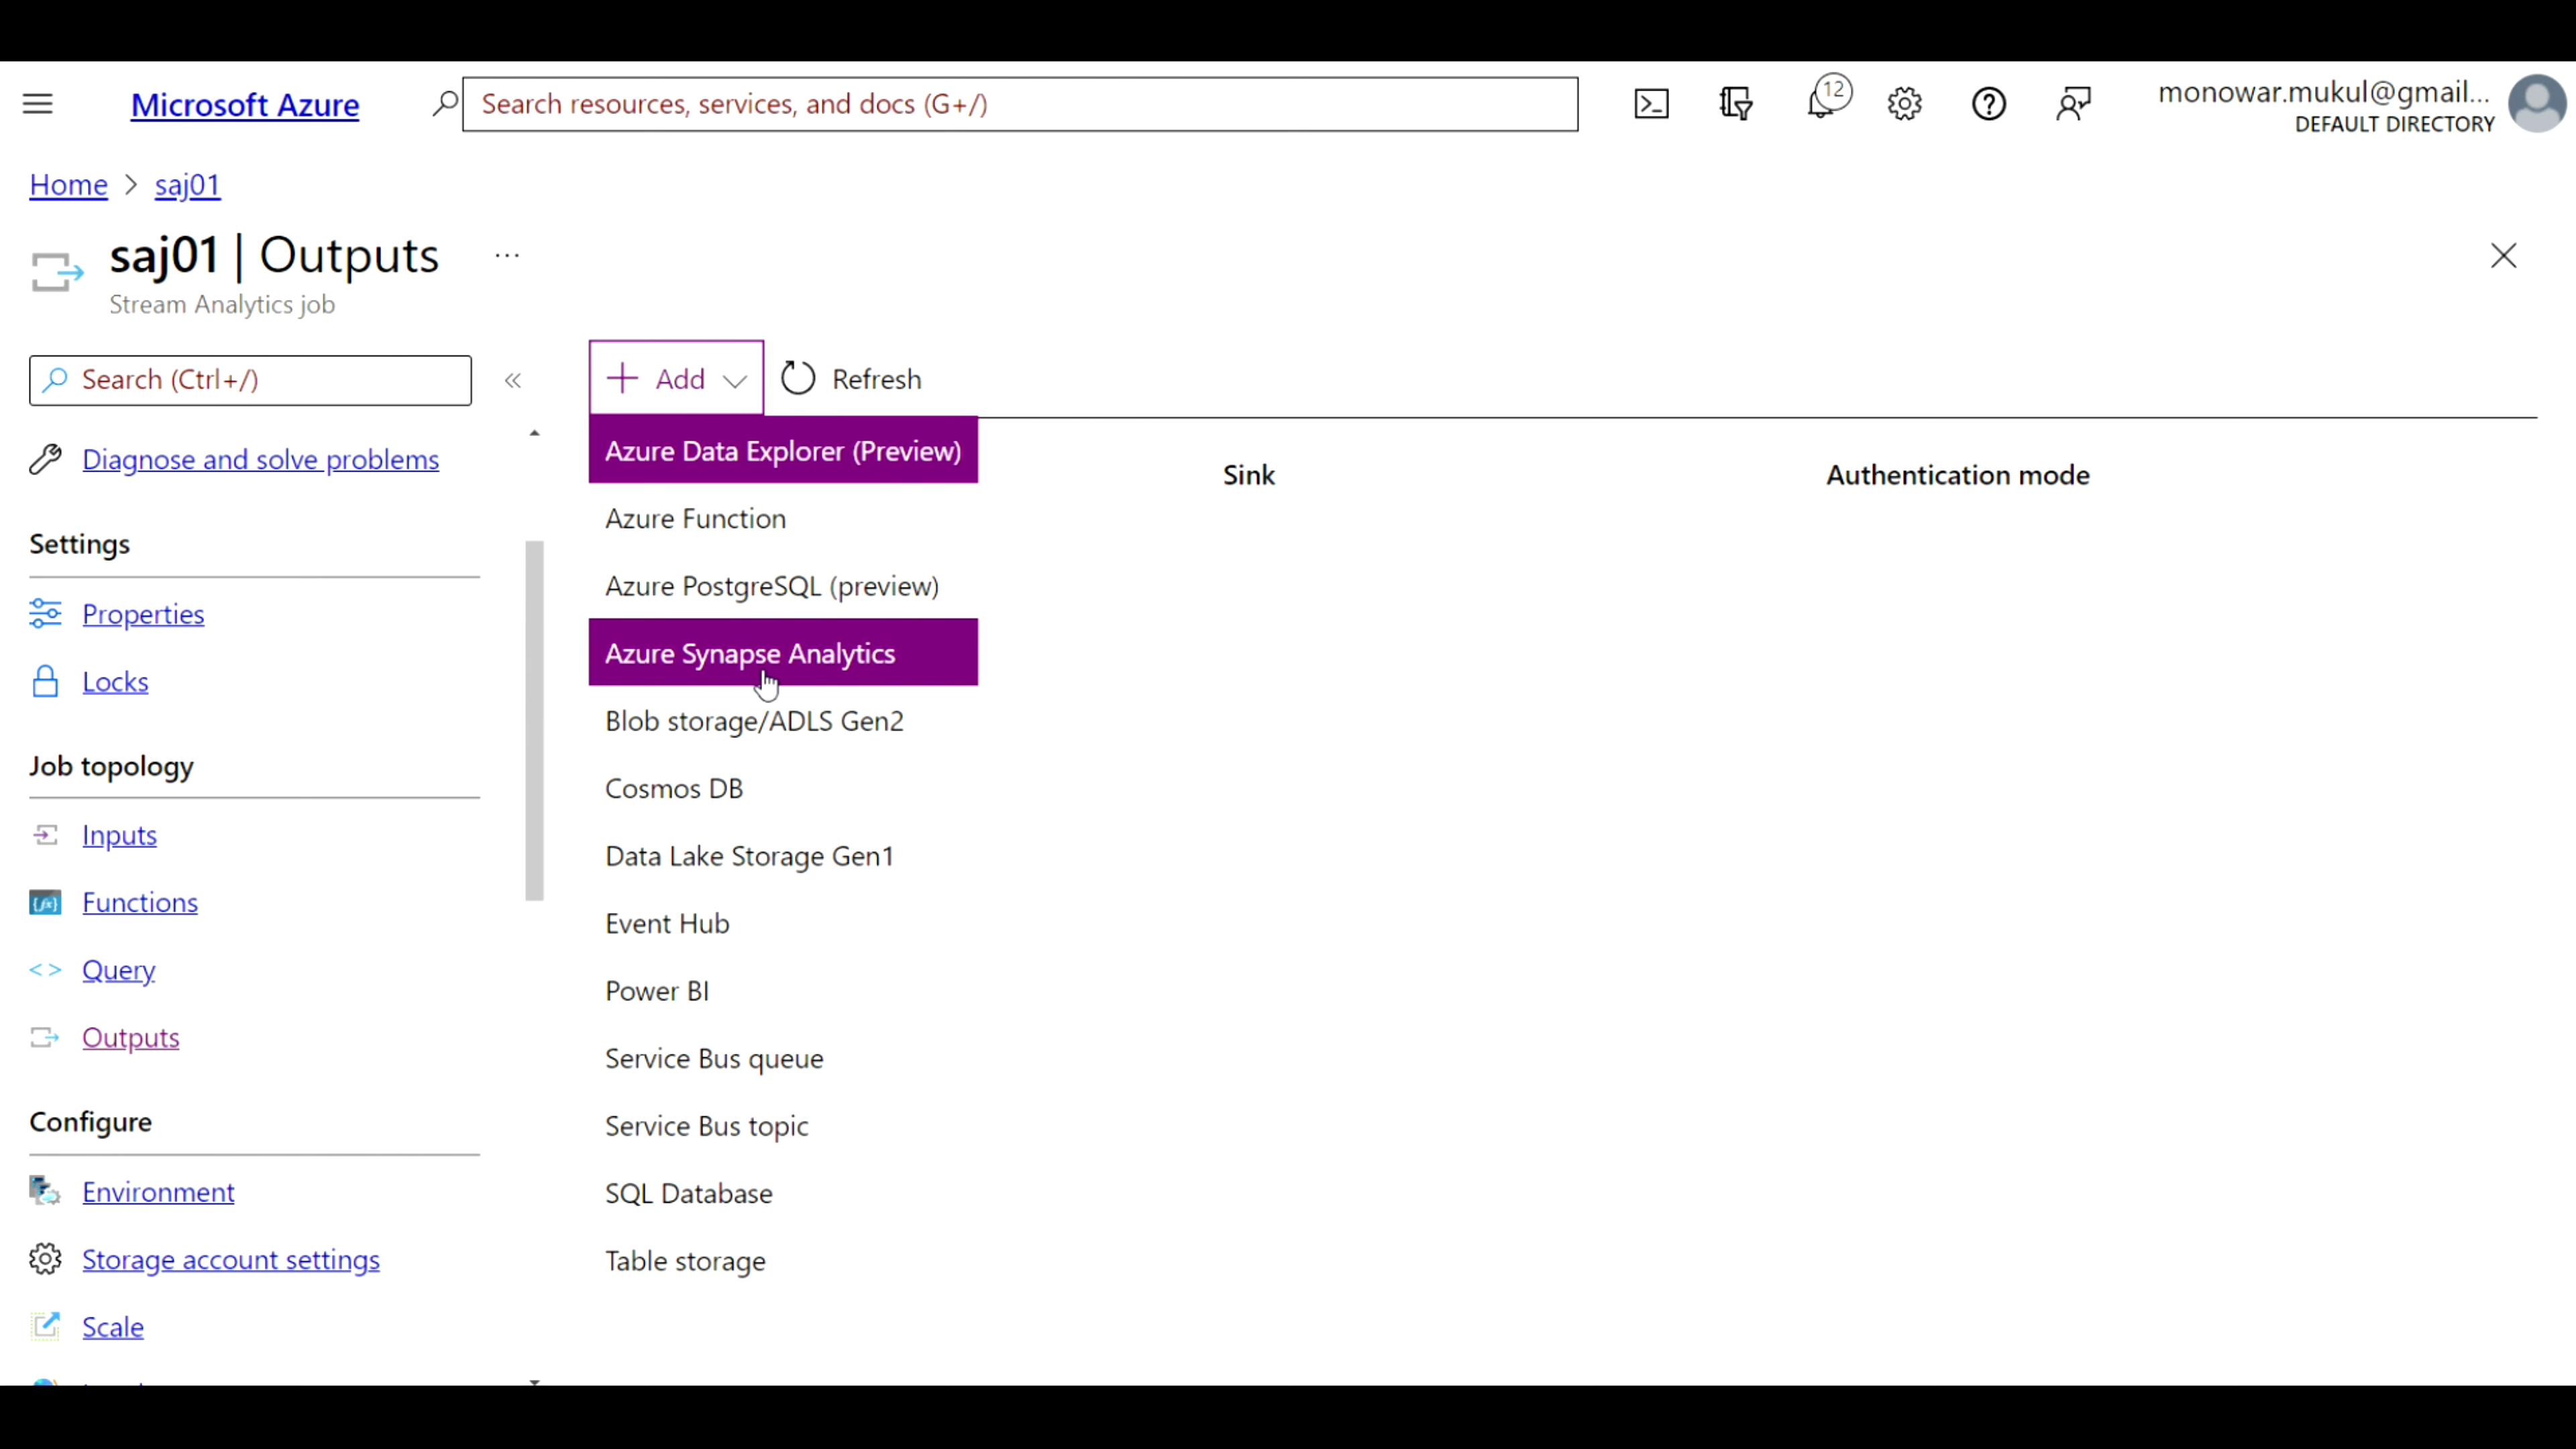 Microsoft Azure
Search resources, services, and docs (G+/)
12
monowar.mukul@gmail...
DEFAULT DIRECTORY
Home > saj01
saj01 | Outputs
...
Stream Analytics job
Search (Ctrl+/)
«
Add
Refresh
Diagnose and solve problems
Settings
Properties
Locks
Job topology
Inputs
Functions
Query
Outputs
Configure
Environment
Storage account settings
Scale
Azure Data Explorer (Preview)
Azure Function
Azure PostgreSQL (preview)
Azure Synapse Analytics
Blob storage/ADLS Gen2
Cosmos DB
Data Lake Storage Gen1
Event Hub
Power BI
Service Bus queue
Service Bus topic
SQL Database
Table storage
Sink
Authentication mode